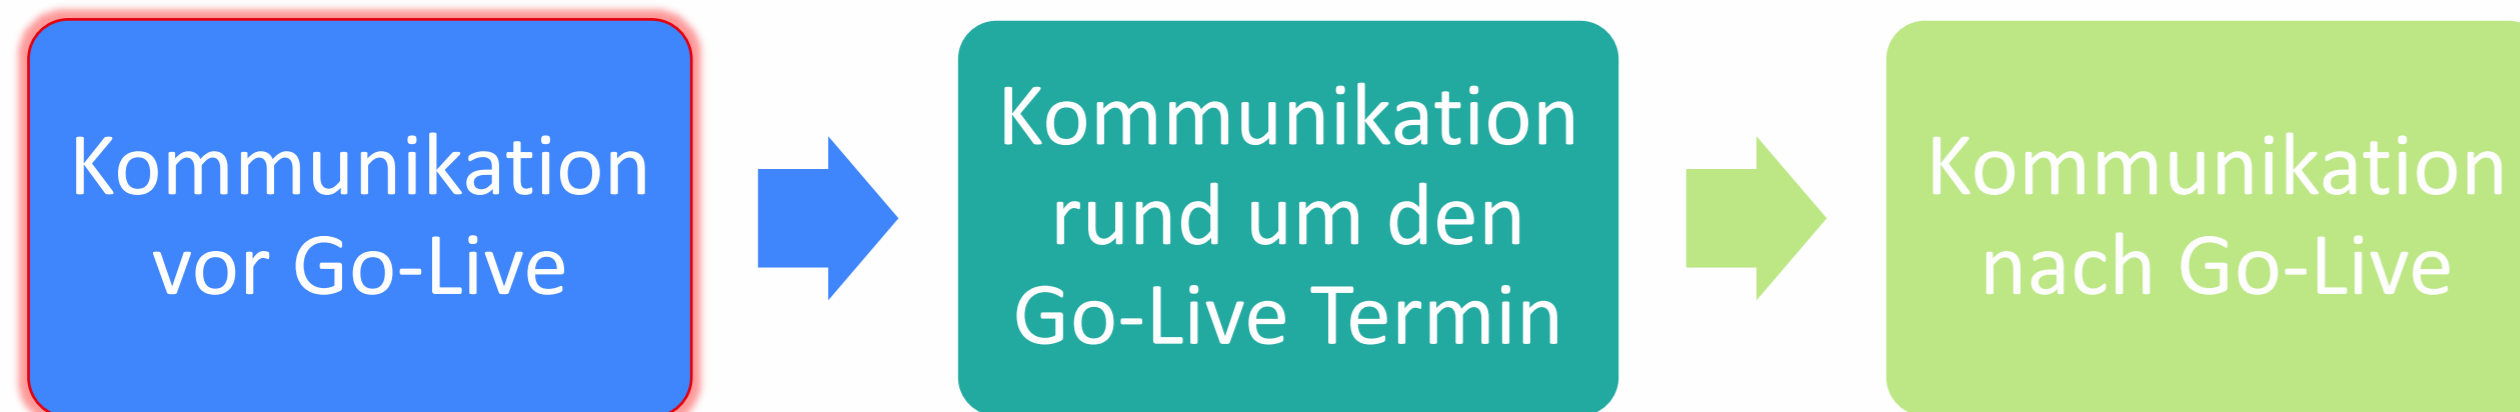 Kommunikation
vor Go-Live
Kommunikation
rund um den
Go-Live Termin
Kommunikation
nach Go-Live